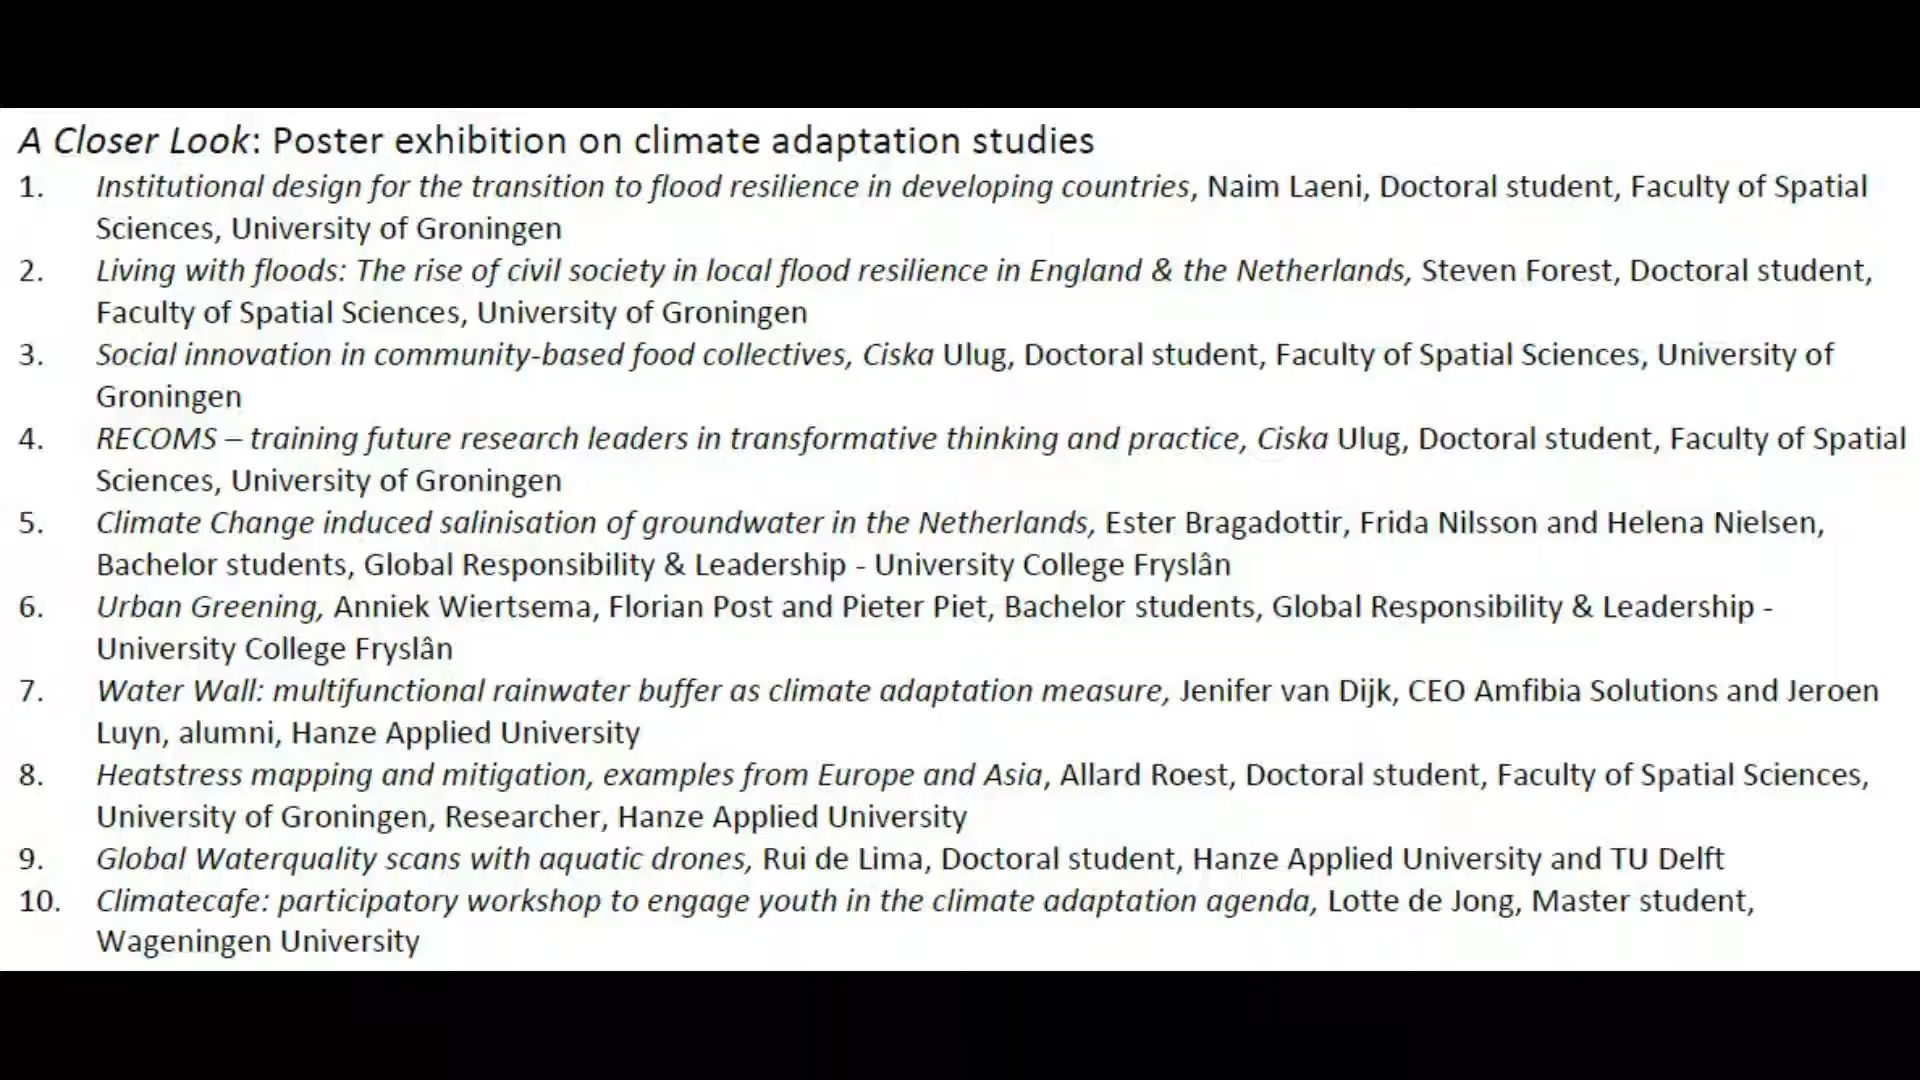 A Closer Look: Poster exhibition on climate adaptation studies
1. Institutional design for the transition to flood resilience in developing countries, Naim Laeni, Doctoral student, Faculty of Spatial
Sciences, University of Groningen
2. Living with floods: The rise of civil society in local flood resilience in England & the Netherlands, Steven Forest, Doctoral student,
Faculty of Spatial Sciences, University of Groningen
3. Social innovation in community-based food collectives, Ciska Ulug, Doctoral student, Faculty of Spatial Sciences, University of
Groningen
4. RECOMS – training future research leaders in transformative thinking and practice, Ciska Ulug, Doctoral student, Faculty of Spatial
Sciences, University of Groningen
5. Climate Change induced salinisation of groundwater in the Netherlands, Ester Bragadottir, Frida Nilsson and Helena Nielsen,
Bachelor students, Global Responsibility & Leadership - University College Fryslân
6. Urban Greening, Anniek Wiertsema, Florian Post and Pieter Piet, Bachelor students, Global Responsibility & Leadership -
University College Fryslân
7. Water Wall: multifunctional rainwater buffer as climate adaptation measure, Jenifer van Dijk, CEO Amfibia Solutions and Jeroen
Luyn, alumni, Hanze Applied University
8. Heatstress mapping and mitigation, examples from Europe and Asia, Allard Roest, Doctoral student, Faculty of Spatial Sciences,
University of Groningen, Researcher, Hanze Applied University
9. Global Waterquality scans with aquatic drones, Rui de Lima, Doctoral student, Hanze Applied University and TU Delft
10. Climatecafe: participatory workshop to engage youth in the climate adaptation agenda, Lotte de Jong, Master student,
Wageningen University